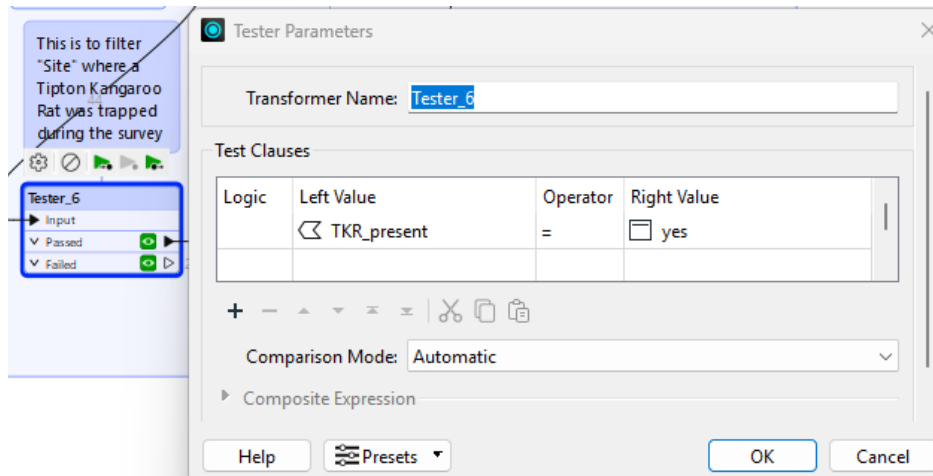 This is to filter
"Site" where a
Tipton Kangaroo
Rat was trapped
during the survey
44
Tester_6
Input
Passed
Failed
Tester Parameters
Transformer Name: Tester_6
Test Clauses
Logic Left Value Operator Right Value
TKR_present = yes
Comparison Mode: Automatic
Composite Expression
Help Presets OK Cancel